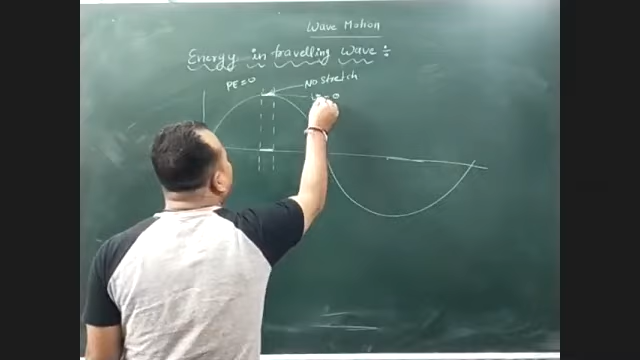 Wave Motion
Energy in travelling wave ÷
PE=0
No stretch